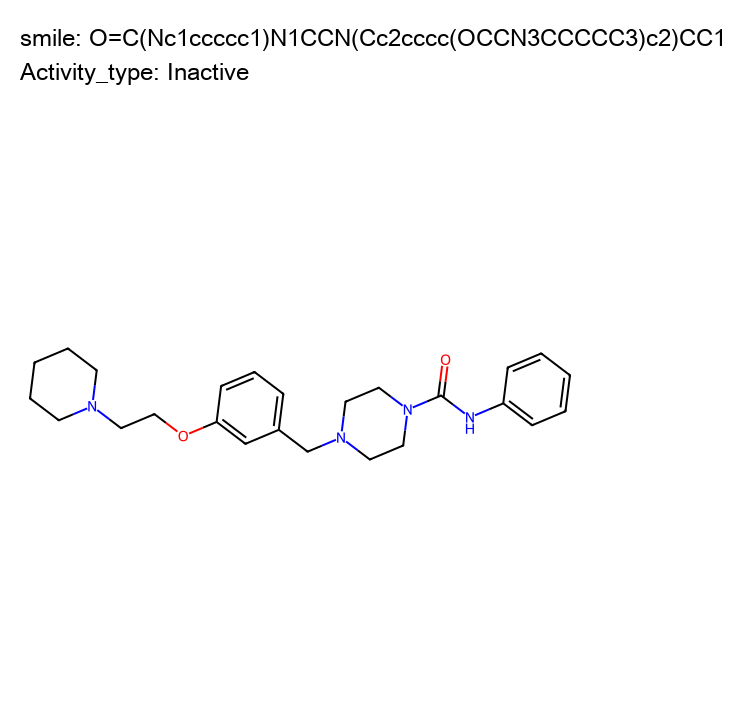 smile: O=C(Nc1ccccc1)N1CCN(Cc2cccc(OCCN3CCCCC3)c2)CC1
Activity_type: Inactive
O
N
N
N
N
H
O